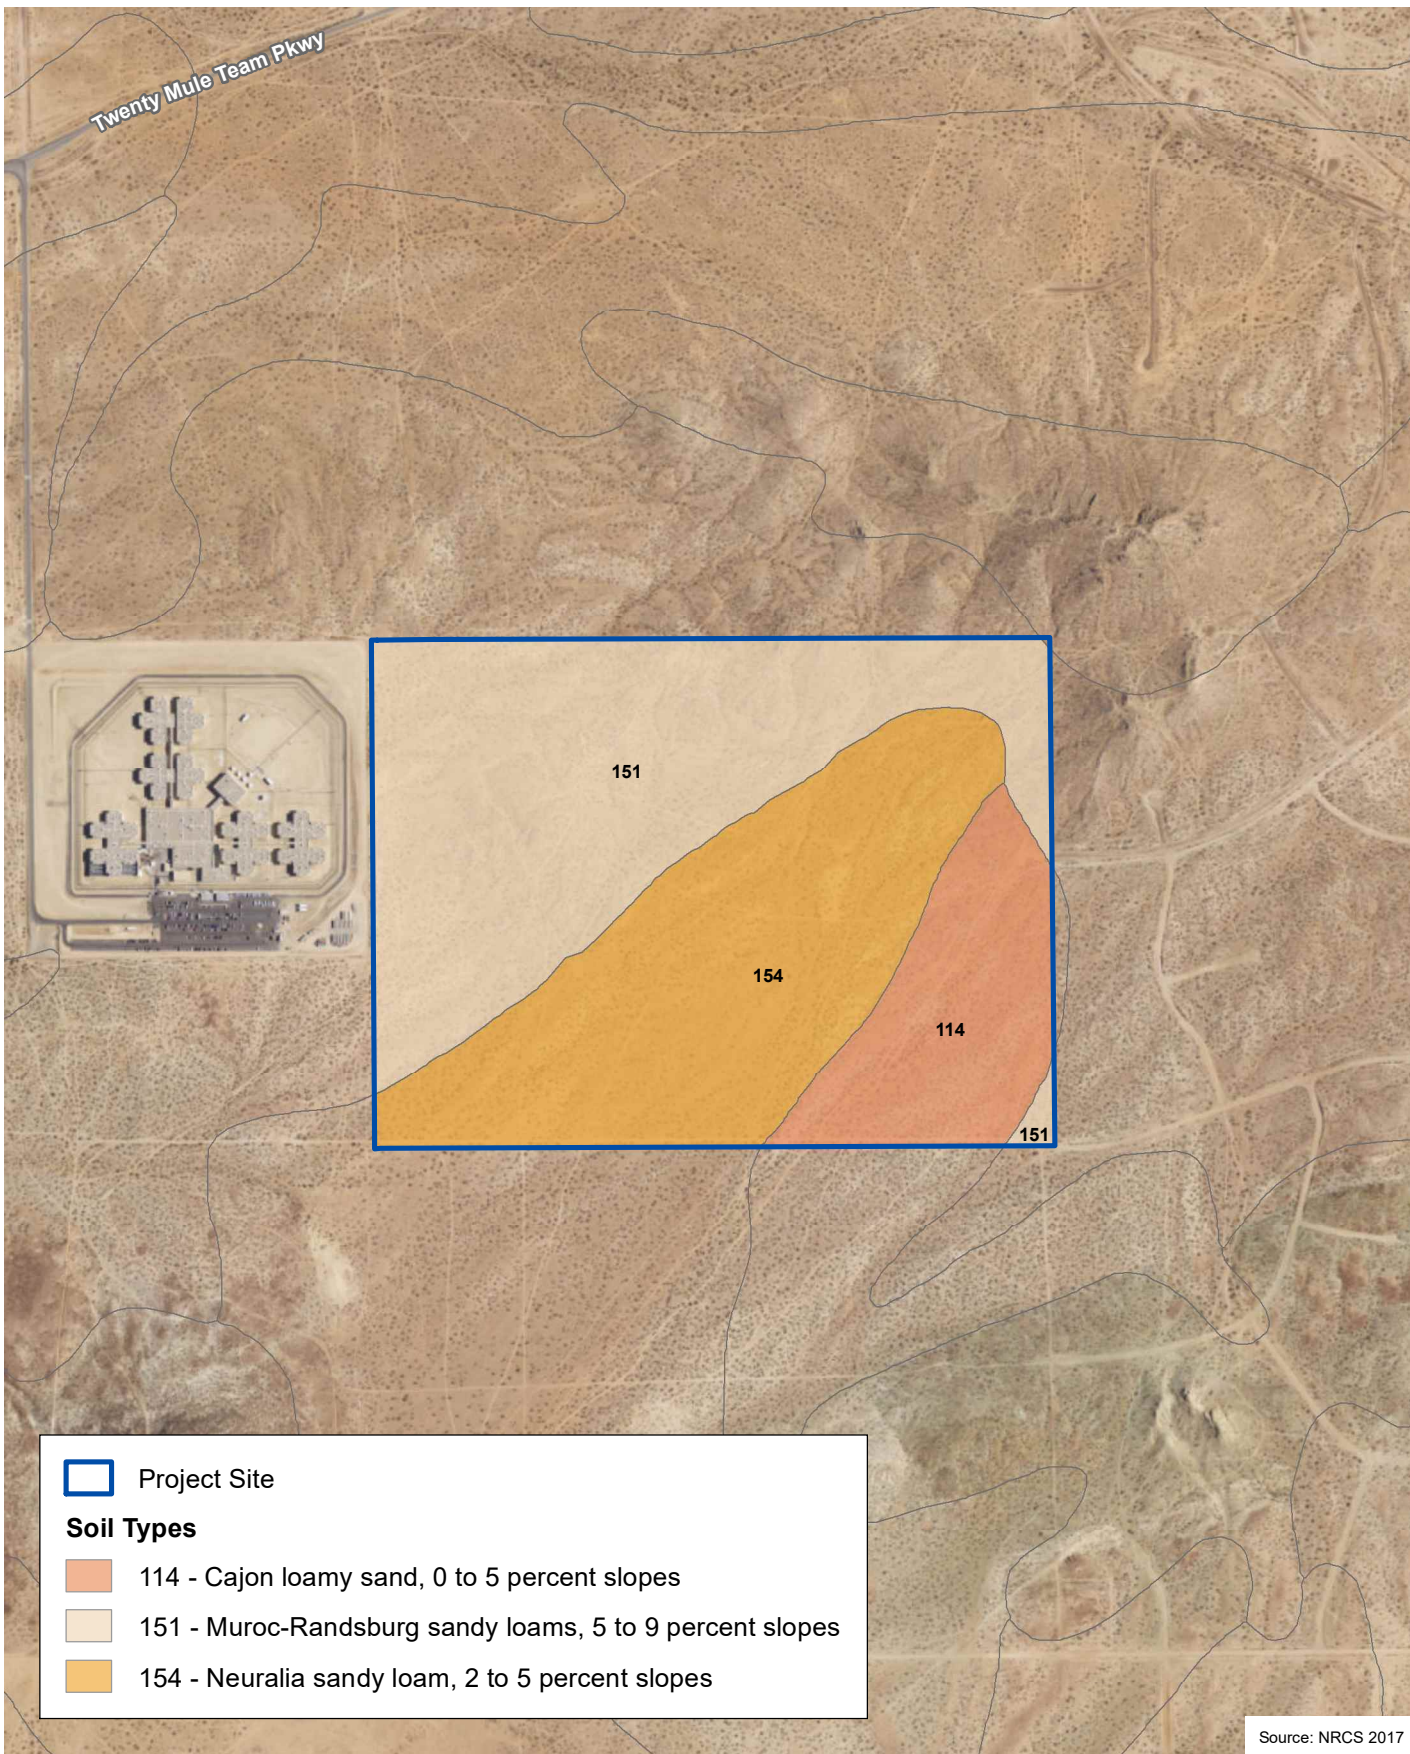 Twenty Mule Team Pkwy
151
154
114
151
Project Site
Soil Types
114 - Cajon loamy sand, 0 to 5 percent slopes
151 - Muroc-Randsburg sandy loams, 5 to 9 percent slopes
154 - Neuralia sandy loam, 2 to 5 percent slopes
Source: NRCS 2017